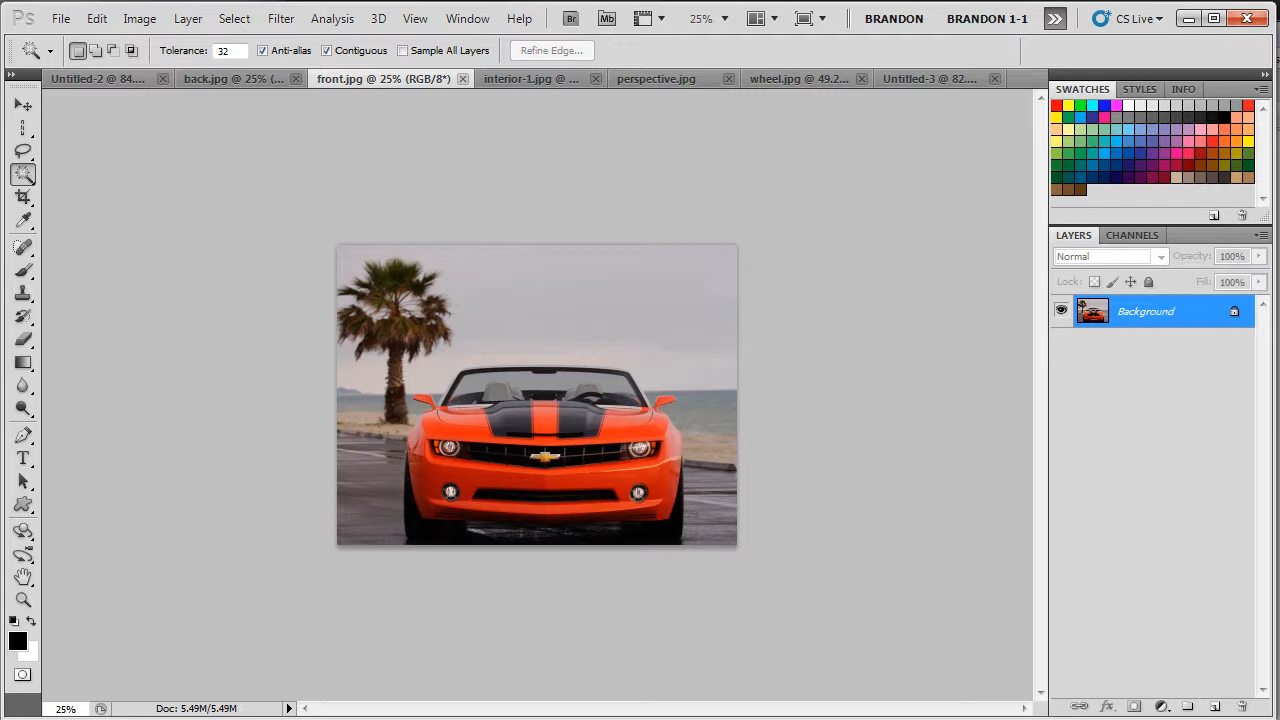 Ps File Edit Image Layer Select Filter Analysis 3D View Window Help Br Mb 25% BRANDON BRANDON 1-1 CS Live
Tolerance: 32 Anti-alias Contiguous Sample All Layers Refine Edge...
Untitled-2 @ 84.... back.jpg @ 25% (... front.jpg @ 25% (RGB/8*) interior-1.jpg @ ... perspective.jpg wheel.jpg @ 49.2... Untitled-3 @ 82....
SWATCHES STYLES INFO
LAYERS CHANNELS
Normal Opacity: 100%
Lock: Fill: 100%
Background
T
25% Doc: 5.49M/5.49M
fx